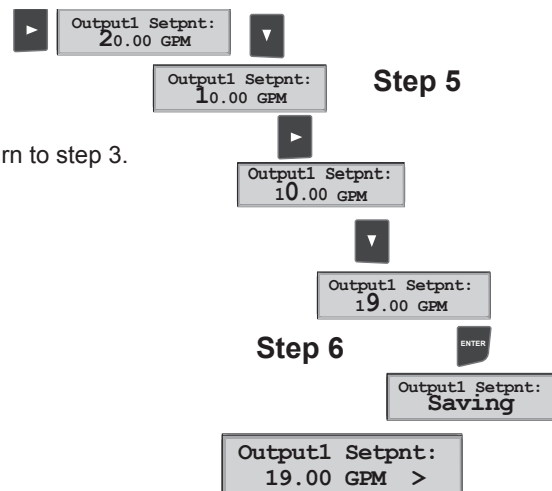 Output1 Setpnt:
20.00 GPM
Output1 Setpnt:
10.00 GPM
Step 5
rn to step 3.
Output1 Setpnt:
10.00 GPM
Output1 Setpnt:
19.00 GPM
Step 6
ENTER
Output1 Setpnt:
Saving
Output1 Setpnt:
19.00 GPM >